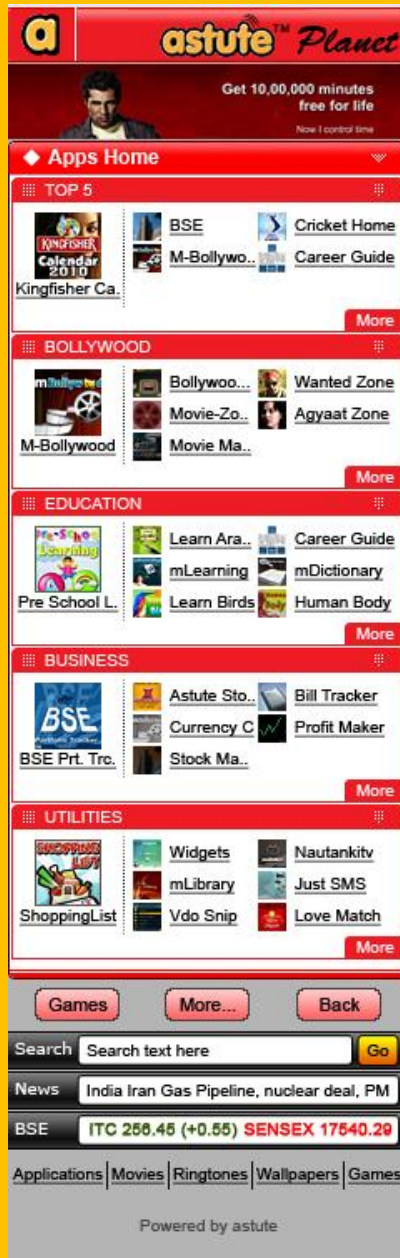 a
astute™ Planet
Get 10,00,000 minutes
free for life
Now I control time
Apps Home
TOP 5
KINGFISHER
Calendar
2010
Kingfisher Ca.
BSE
Cricket Home
M-Bollywo..
Career Guide
More
BOLLYWOOD
M-Bollywood
Bollywoo...
Wanted Zone
Movie-Zo..
Agyaat Zone
Movie Ma..
More
EDUCATION
Pre-School
Learning
Pre School L.
Learn Ara..
Career Guide
mLearning
mDictionary
Learn Birds
Human Body
More
BUSINESS
BSE
BSE Prt. Trc.
Astute Sto..
Bill Tracker
Currency C
Profit Maker
Stock Ma..
More
UTILITIES
SHOPPING
LIST
ShoppingList
Widgets
Nautankitv
mLibrary
Just SMS
Vdo Snip
Love Match
More
Games
More...
Back
Search
Search text here
Go
News
India Iran Gas Pipeline, nuclear deal, PM
BSE
ITC 256.45 (+0.55) SENSEX 17540.29
Applications
Movies
Ringtones
Wallpapers
Games
Powered by astute